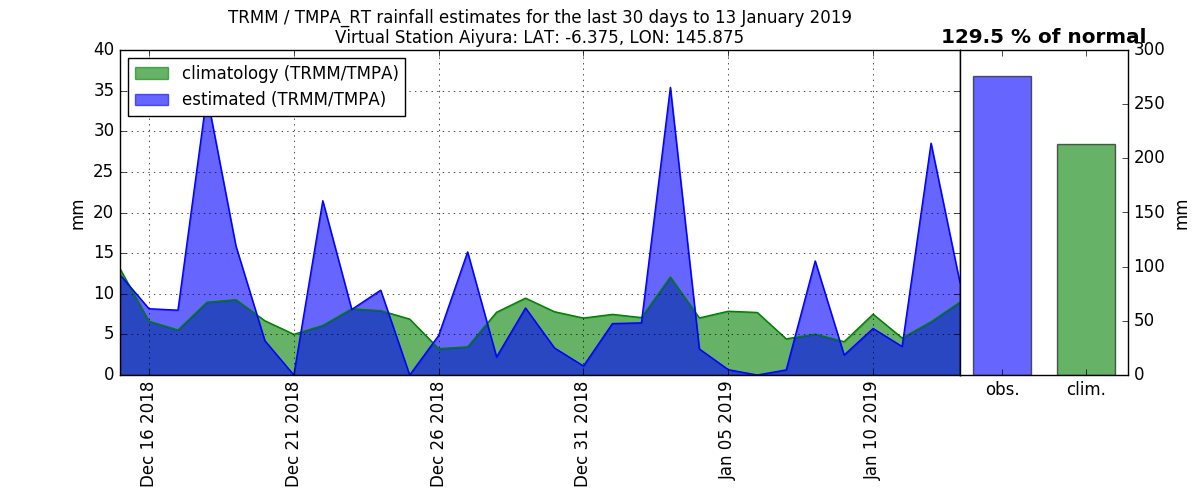 TRMM / TMPA_RT rainfall estimates for the last 30 days to 13 January 2019
Virtual Station Aiyura: LAT: -6.375, LON: 145.875
129.5 % of normal
climatology (TRMM/TMPA)
estimated (TRMM/TMPA)
40
35
30
25
20
15
10
5
0
mm
Dec 16 2018
Dec 21 2018
Dec 26 2018
Dec 31 2018
Jan 05 2019
Jan 10 2019
300
250
200
150
100
50
0
mm
obs.
clim.